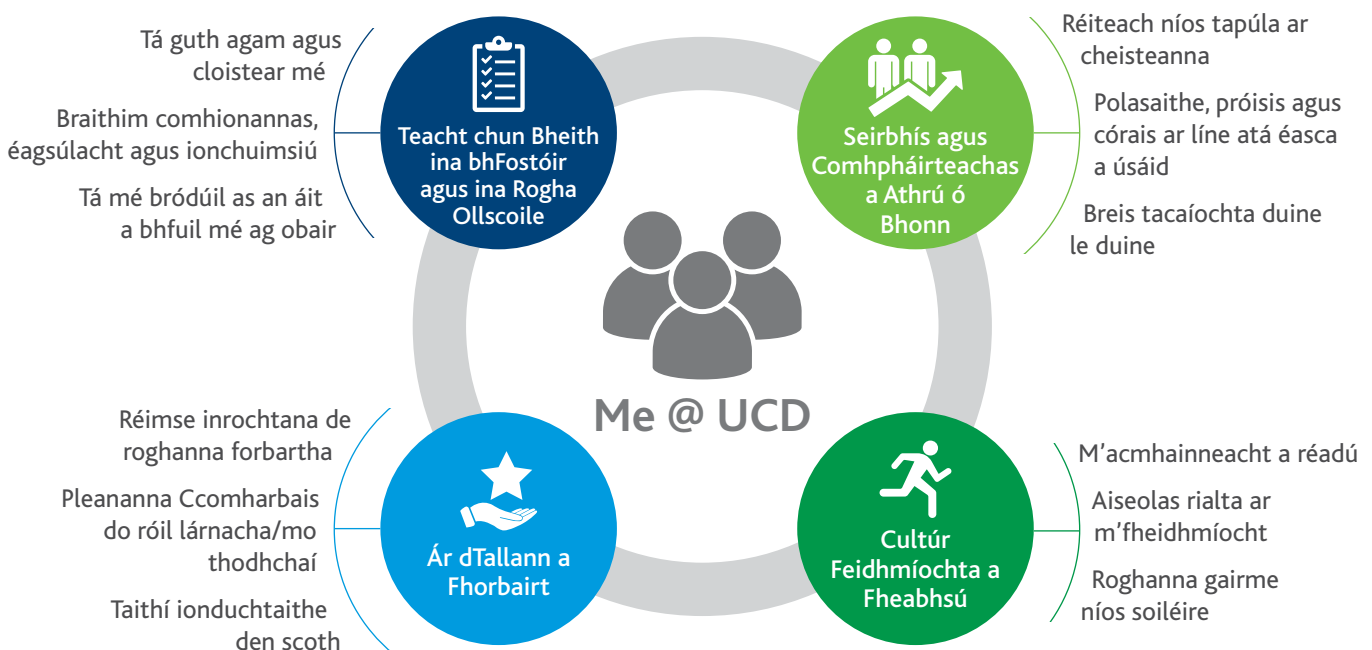 Tá guth agam agus
cloistear mé
Braithim comhionannas,
éagsúlacht agus ionchuimsiú
Tá mé bródúil as an áit
a bhfuil mé ag obair
Teacht chun Bheith
ina bhFostóir
agus ina Rogha
Ollscoile
Seirbhís agus
Comhpháirteachas
a Athrú ó
Bhonn
Réiteach níos tapúla ar
cheisteanna
Polasaithe, próisis agus
córais ar líne atá éasca
a úsáid
Breis tacaíochta duine
le duine
Me @ UCD
Réimse inrochtana de
roghanna forbartha
Pleananna Ccomharbais
do róil lárnacha/mo
thodhchaí
Taithí ionduchtaithe
den scoth
Ár dTallann a
Fhorbairt
Cultúr
Feidhmíochta a
Fheabhsú
M'acmhainneacht a réadú
Aiseolas rialta ar
m'fheidhmíocht
Roghanna gairme
níos soiléire